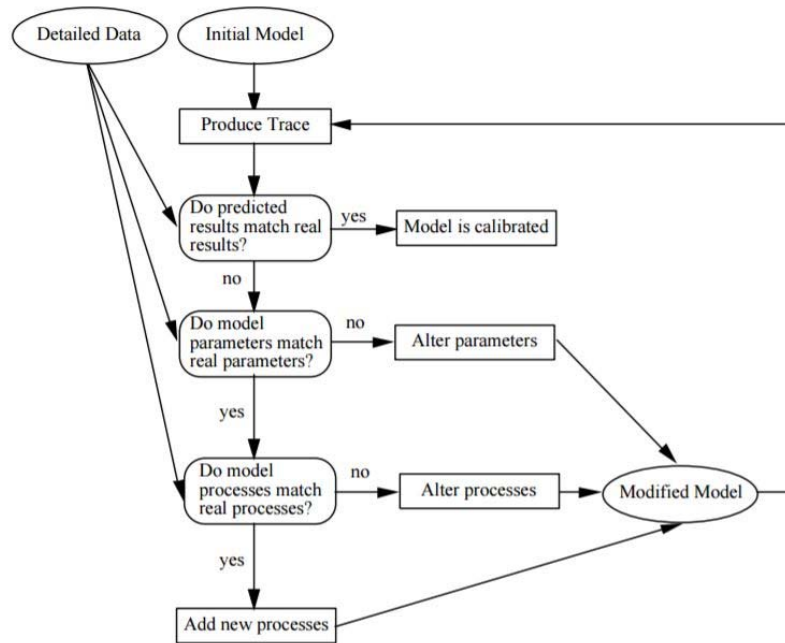 Detailed Data
Initial Model
Produce Trace
Do predicted
results match real
results?
yes
Model is calibrated
no
Do model
parameters match
real parameters?
no
Alter parameters
yes
Do model
processes match
real processes?
no
Alter processes
Modified Model
yes
Add new processes